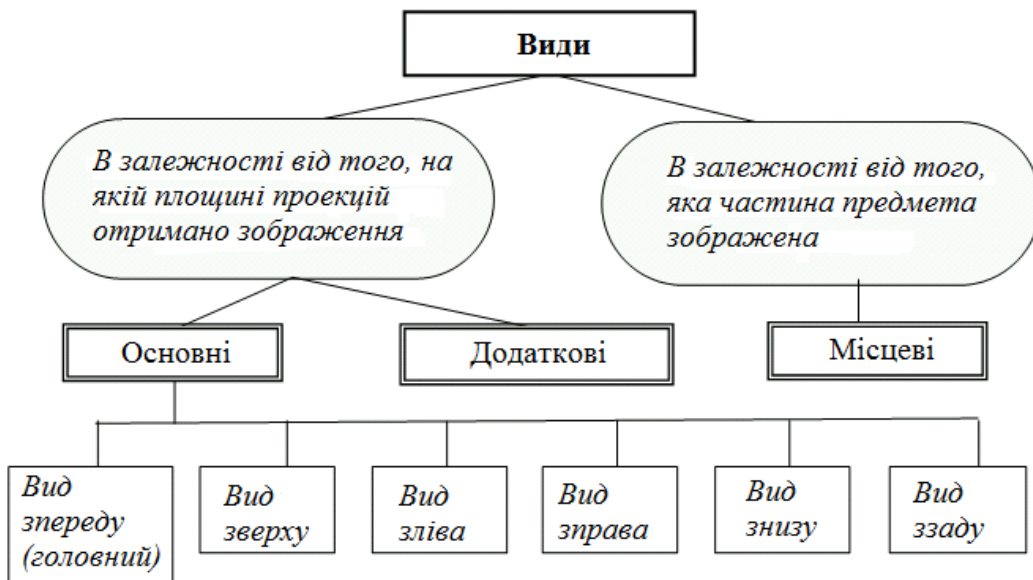 Види
В залежності від того, на
якій площині проекцій
отримано зображення
В залежності від того,
яка частина предмета
зображена
Основні
Додаткові
Місцеві
Вид
зпереду
(головний)
Вид
зверху
Вид
зліва
Вид
зправа
Вид
знизу
Вид
ззаду